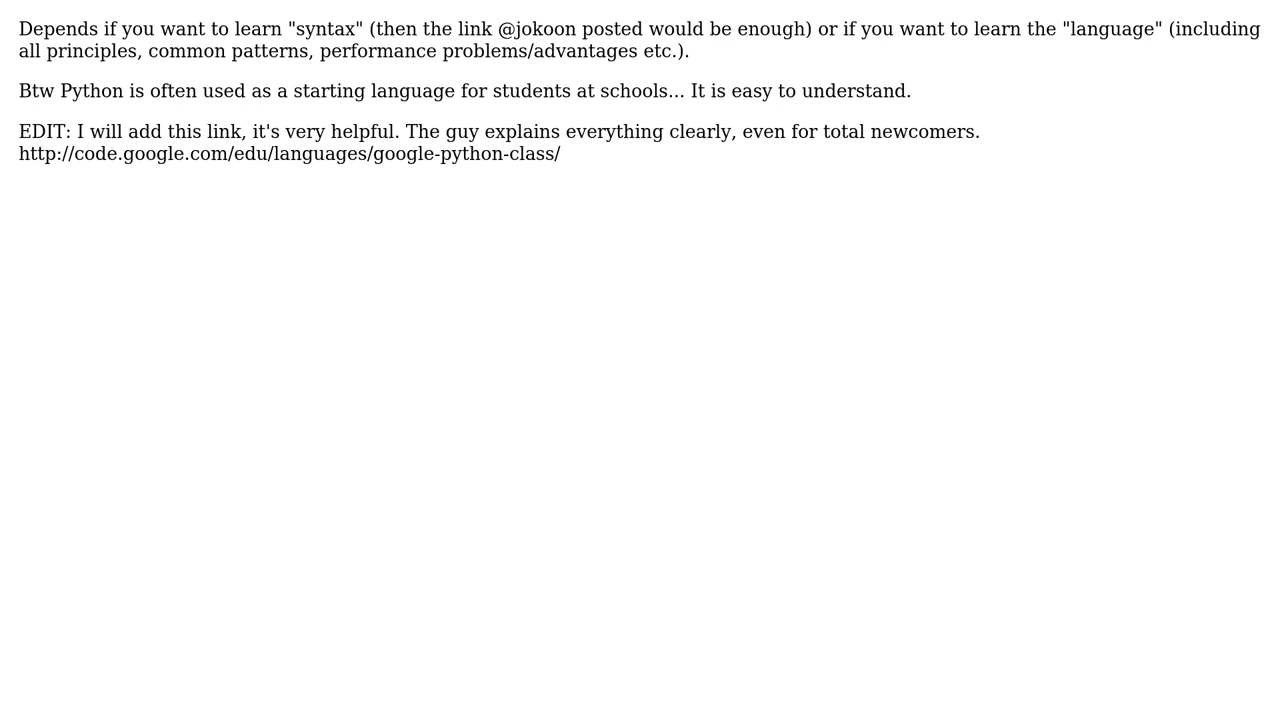 Depends if you want to learn "syntax" (then the link @jokoon posted would be enough) or if you want to learn the "language" (including
all principles, common patterns, performance problems/advantages etc.).
Btw Python is often used as a starting language for students at schools... It is easy to understand.
EDIT: I will add this link, it's very helpful. The guy explains everything clearly, even for total newcomers.
http://code.google.com/edu/languages/google-python-class/